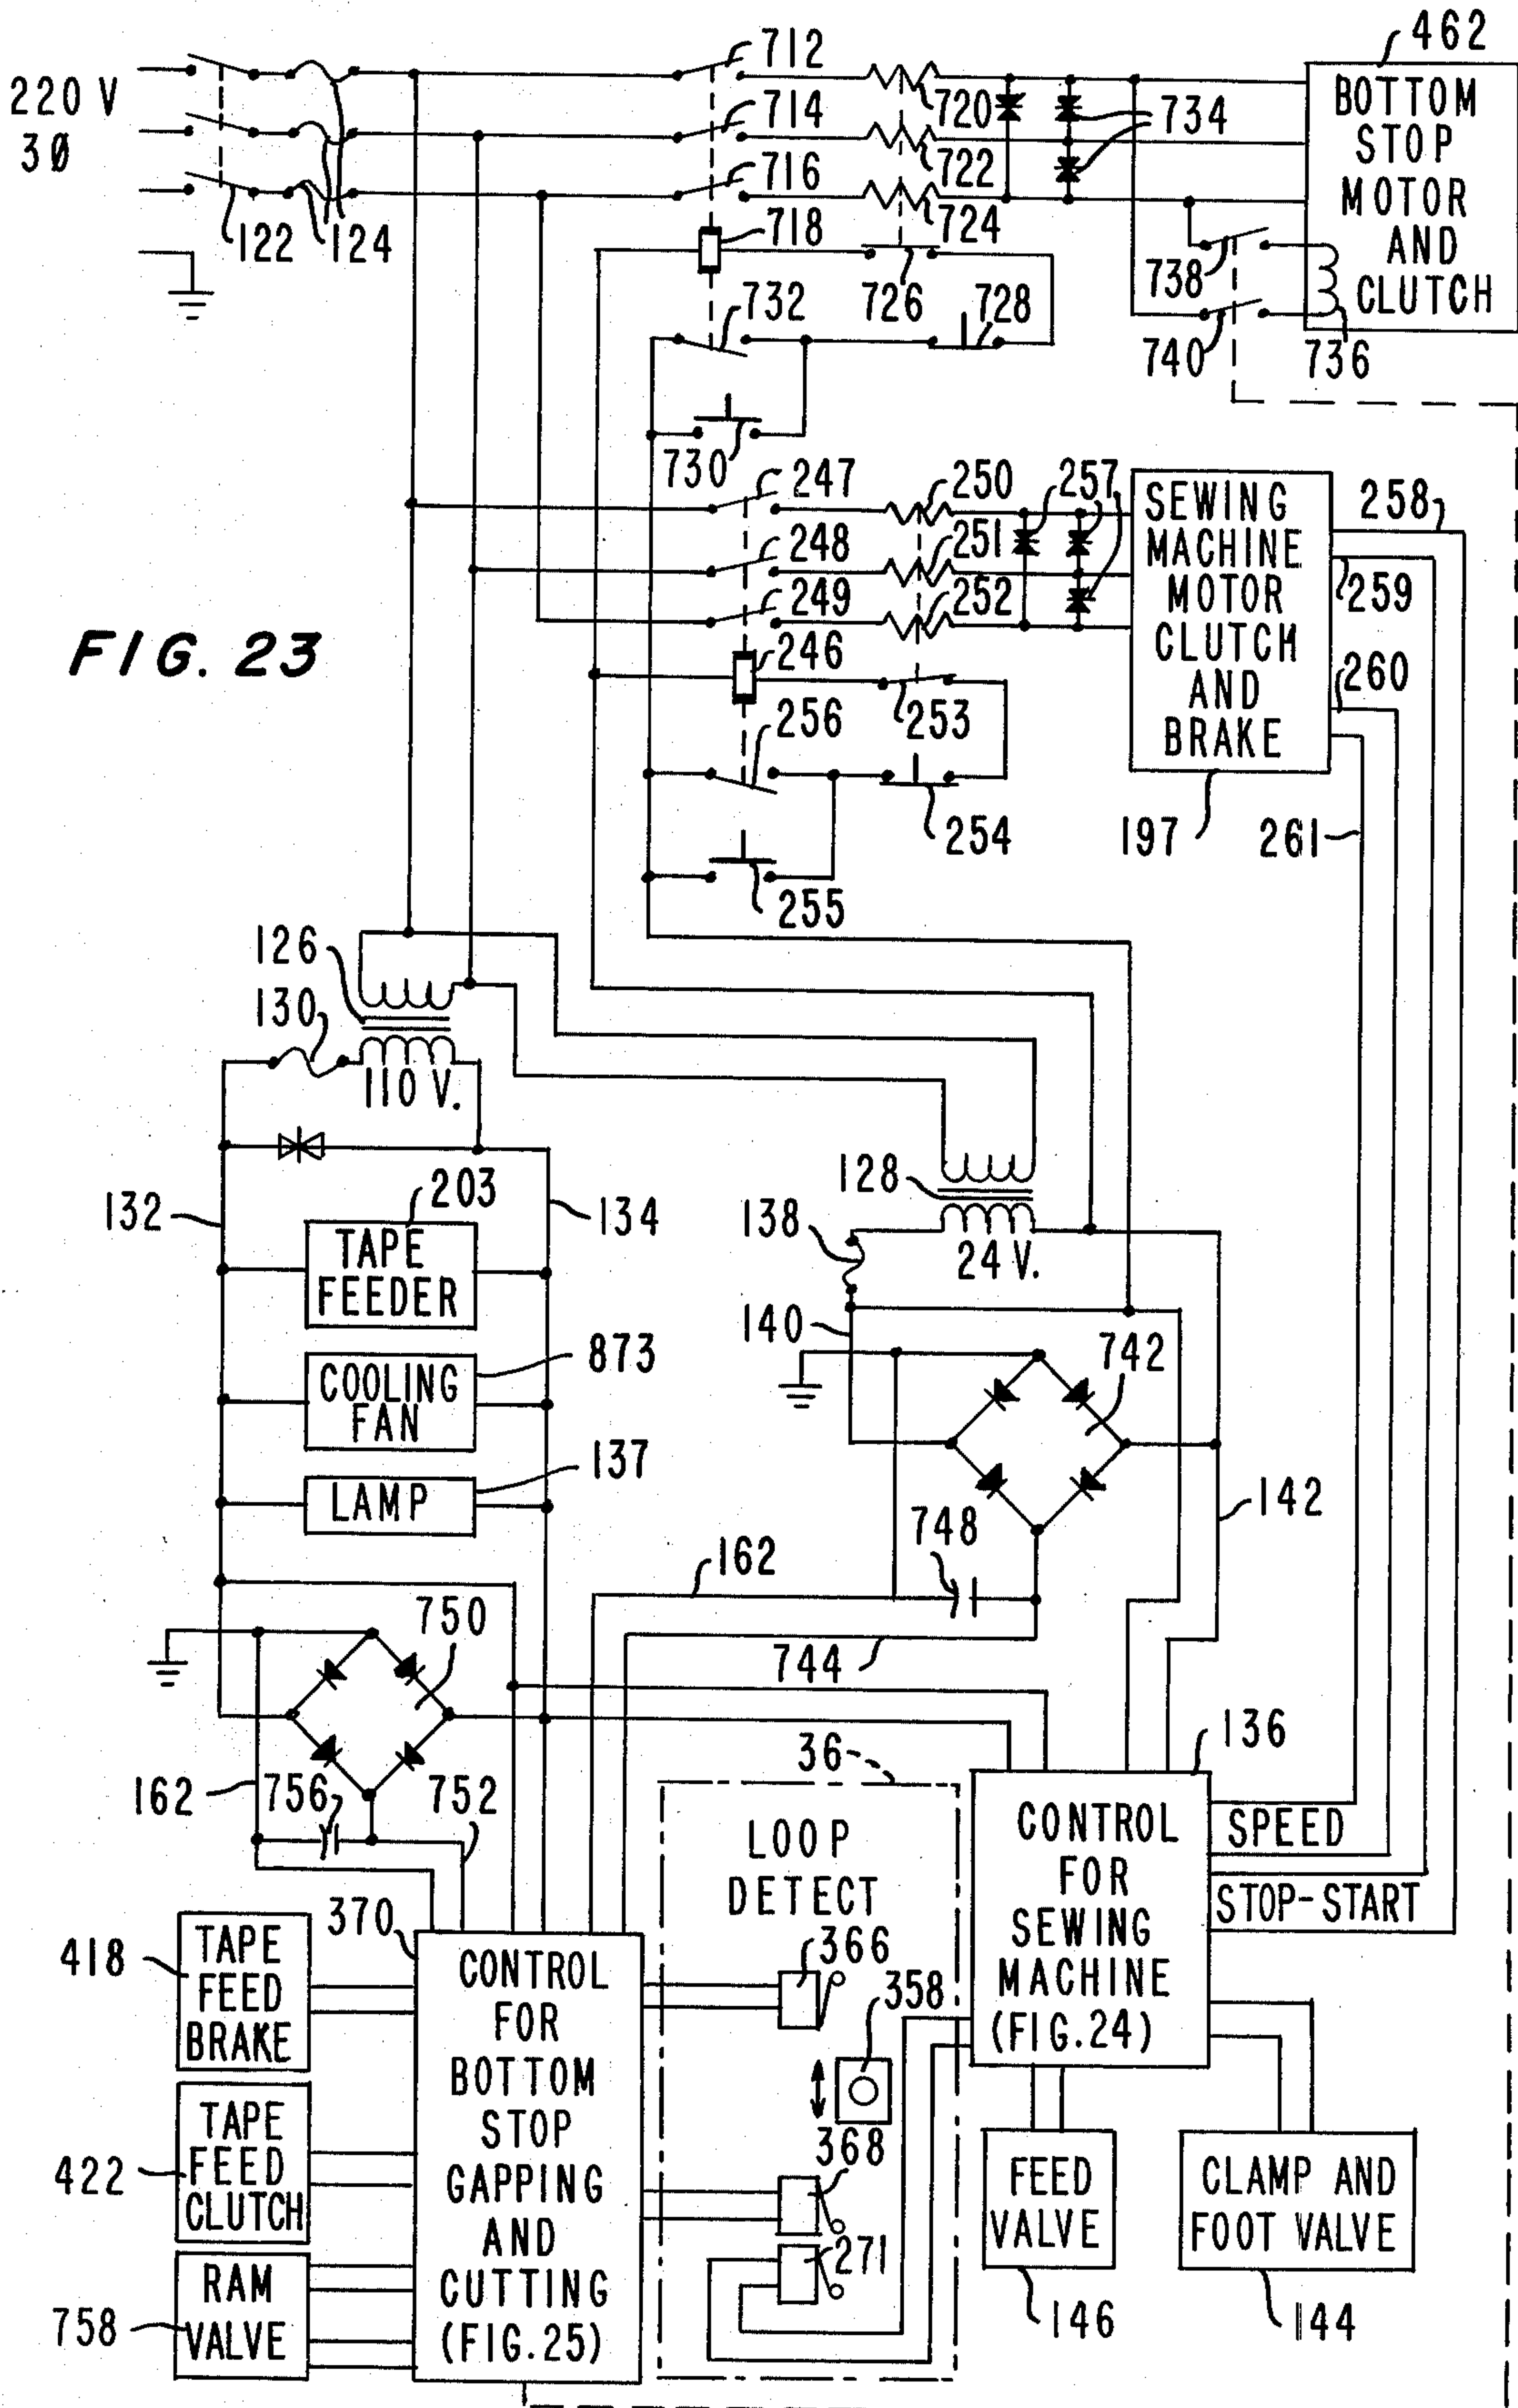 462
712
220 V
3Ø
720
734
BOTTOM
STOP
MOTOR
AND
CLUTCH
714
722
716
724
122
124
718
738
726
728
732
740
736
730
247
250
257
SEWING
MACHINE
MOTOR
CLUTCH
AND
BRAKE
258
248
251
259
249
252
FIG. 23
246
260
256
253
254
197
261
255
126
130
110 V.
203
128
132
134
138
TAPE
FEEDER
24 V.
140
873
742
COOLING
FAN
137
LAMP
142
748
162
750
744
136
36
162
756
752
LOOP
DETECT
CONTROL
FOR
SEWING
MACHINE
(FIG.24)
SPEED
STOP-START
370
418
TAPE
FEED
BRAKE
366
358
CONTROL
FOR
BOTTOM
STOP
GAPPING
AND
CUTTING
(FIG.25)
422
TAPE
FEED
CLUTCH
368
FEED
VALVE
CLAMP AND
FOOT VALVE
271
758
RAM
VALVE
146
144